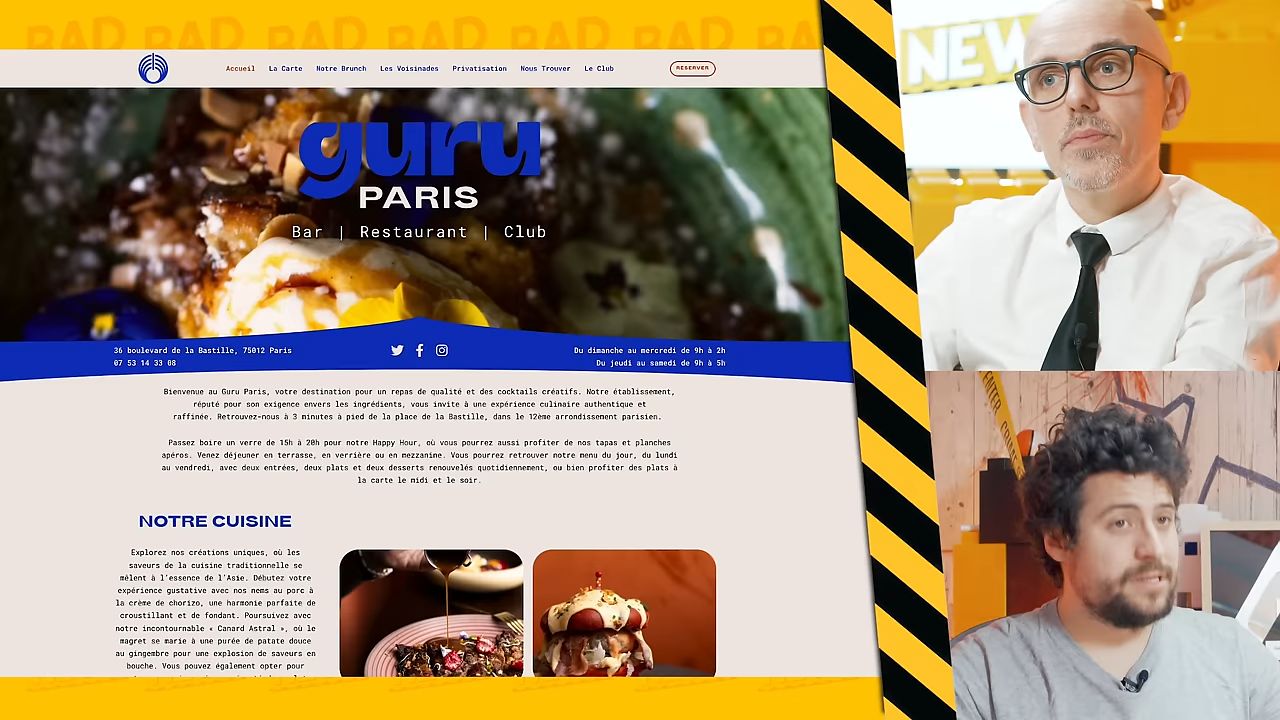 BAD BAD BAD BAD BAD BAD BAD BAD
Accueil La Carte Notre Brunch Les Voisinades Privatisation Nous Trouver Le Club RESERVER
guru
PARIS
Bar | Restaurant | Club
36 boulevard de la Bastille, 75012 Paris
07 53 14 33 08
Du dimanche au mercredi de 9h à 2h
Du jeudi au samedi de 9h à 5h
Bienvenue au Guru Paris, votre destination pour un repas de qualité et des cocktails créatifs. Notre établissement,
réputé pour son exigence envers les ingrédients, vous invite à une expérience culinaire authentique et
raffinée. Retrouvez-nous à 3 minutes à pied de la place de la Bastille, dans le 12ème arrondissement parisien.
Passez boire un verre de 15h à 20h pour notre Happy Hour, où vous pourrez aussi profiter de nos tapas et planches
apéros. Venez déjeuner en terrasse, en verrière ou en mezzanine. Vous pourrez retrouver notre menu du jour, du lundi
au vendredi, avec deux entrées, deux plats et deux desserts renouvelés quotidiennement, ou bien profiter des plats à
la carte le midi et le soir.
NOTRE CUISINE
Explorez nos créations uniques, où les
saveurs de la cuisine traditionnelle se
mêlent à l'essence de l'Asie. Débutez votre
expérience gustative avec nos nems au porc à
la crème de chorizo, une harmonie parfaite de
croustillant et de fondant. Poursuivez avec
notre incontournable « Canard Astral », où le
magret se marie à une purée de patate douce
au gingembre pour une explosion de saveurs en
bouche. Vous pouvez également opter pour
NEW
ENTER